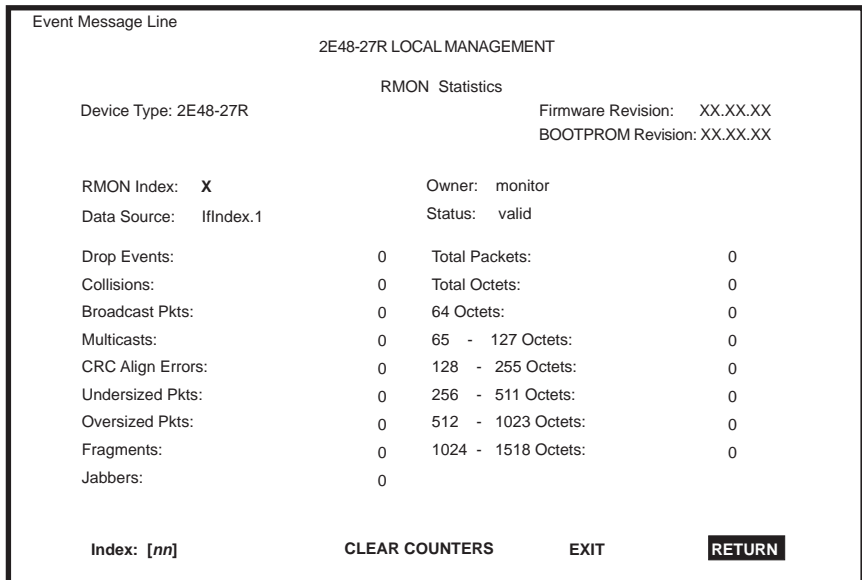 Event Message Line
2E48-27R LOCAL MANAGEMENT
RMON Statistics
Device Type: 2E48-27R Firmware Revision: XX.XX.XX
BOOTPROM Revision: XX.XX.XX
RMON Index: X Owner: monitor
Data Source: IfIndex.1 Status: valid
Drop Events: 0 Total Packets: 0
Collisions: 0 Total Octets: 0
Broadcast Pkts: 0 64 Octets: 0
Multicasts: 0 65 - 127 Octets: 0
CRC Align Errors: 0 128 - 255 Octets: 0
Undersized Pkts: 0 256 - 511 Octets: 0
Oversized Pkts: 0 512 - 1023 Octets: 0
Fragments: 0 1024 - 1518 Octets: 0
Jabbers: 0
Index: [nn] CLEAR COUNTERS EXIT RETURN